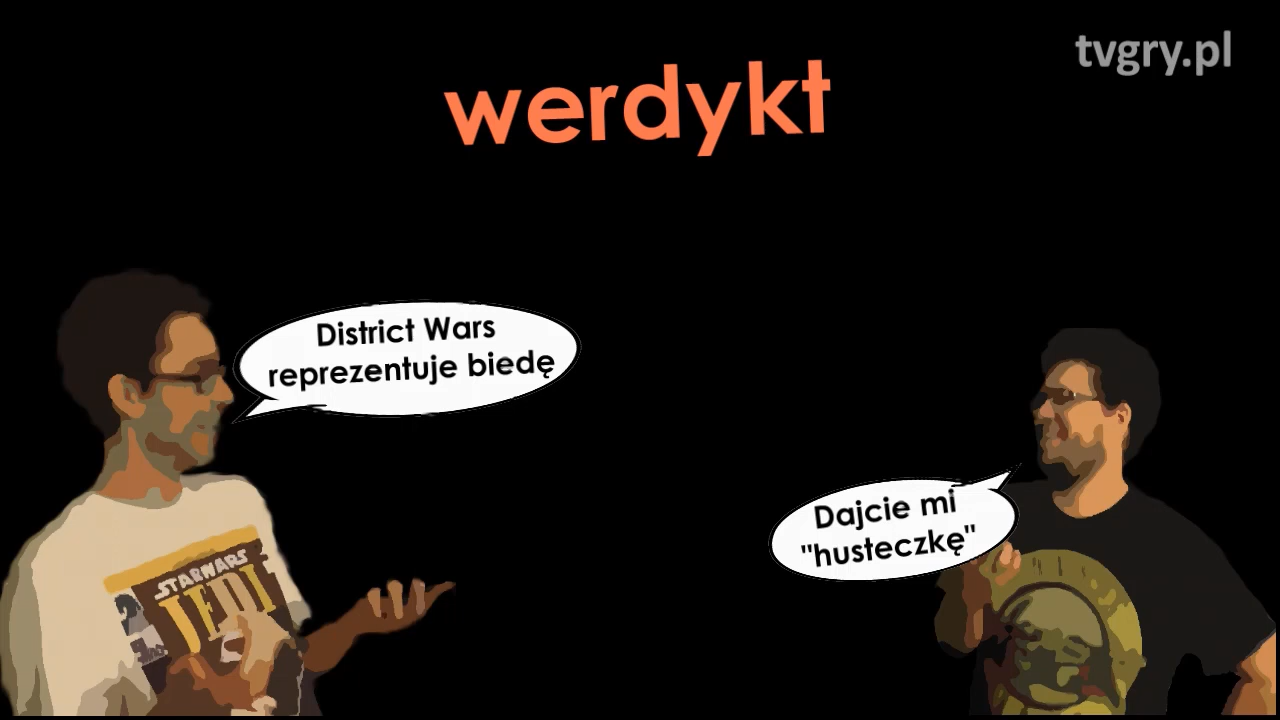 tvgry.pl
werdykt
District Wars
reprezentuje biedę
Dajcie mi
"husteczkę"
STAR WARS
JEDI